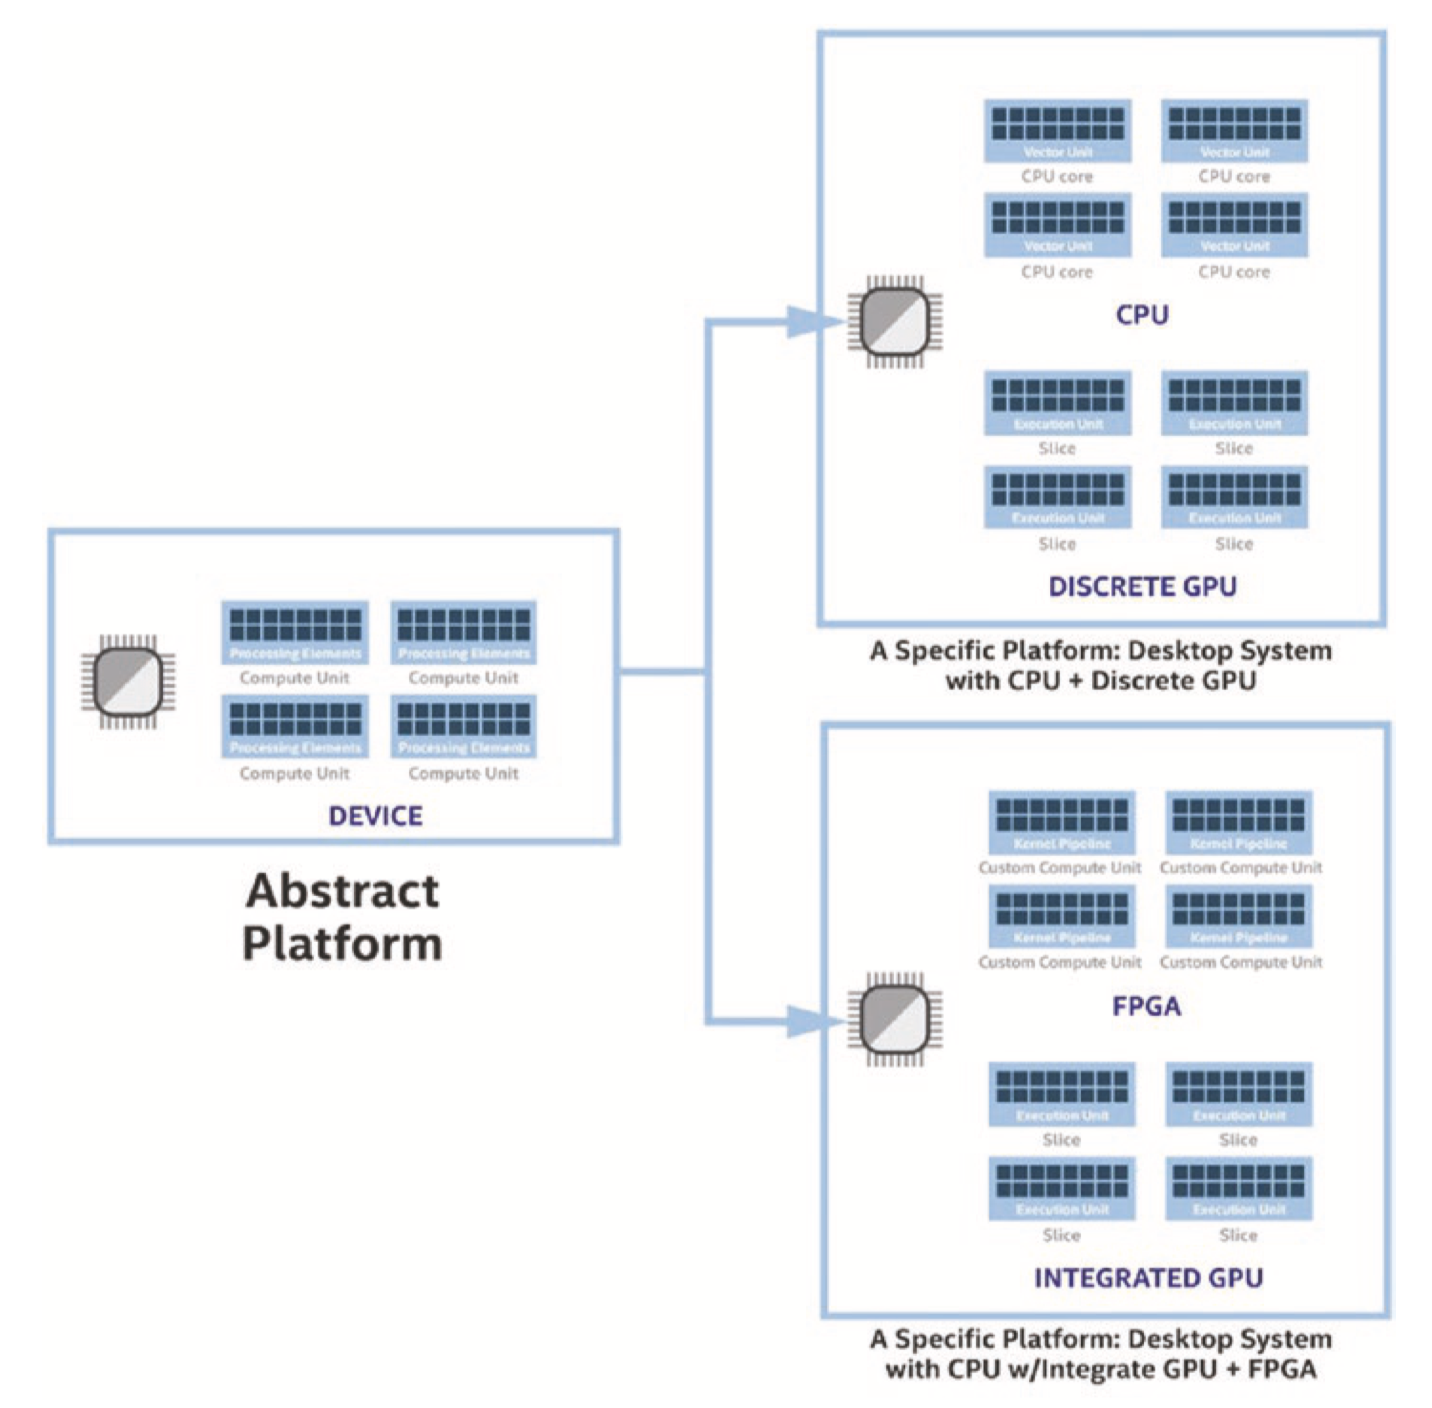 Vector Unit Vector Unit
CPU core CPU core
Vector Unit Vector Unit
CPU core CPU core
CPU
Execution Unit Execution Unit
Slice Slice
Execution Unit Execution Unit
Slice Slice
DISCRETE GPU
A Specific Platform: Desktop System
with CPU + Discrete GPU
Processing Elements Processing Elements
Compute Unit Compute Unit
Processing Elements Processing Elements
Compute Unit Compute Unit
DEVICE
Abstract
Platform
Kernel Pipeline Kernel Pipeline
Custom Compute Unit Custom Compute Unit
Kernel Pipeline Kernel Pipeline
Custom Compute Unit Custom Compute Unit
FPGA
Execution Unit Execution Unit
Slice Slice
Execution Unit Execution Unit
Slice Slice
INTEGRATED GPU
A Specific Platform: Desktop System
with CPU w/Integrate GPU + FPGA